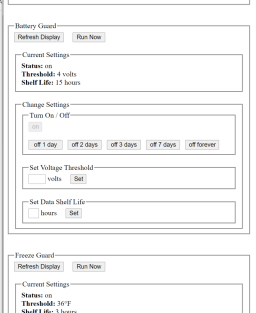 Battery Guard
Refresh Display Run Now
Current Settings
Status: on
Threshold: 4 volts
Shelf Life: 15 hours
Change Settings
Turn On / Off
on
off 1 day off 2 days off 3 days off 7 days off forever
Set Voltage Threshold
volts Set
Set Data Shelf Life
hours Set
Freeze Guard
Refresh Display Run Now
Current Settings
Status: on
Threshold: 36°F
Shelf Life: 3 hours